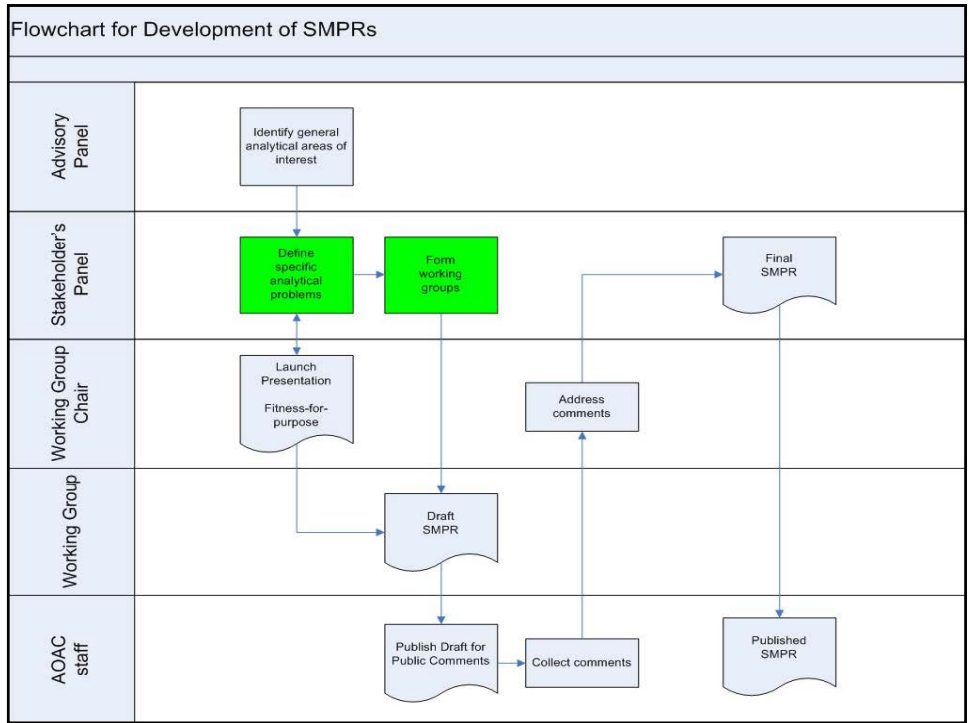 Flowchart for Development of SMPRs
Advisory
Panel
Identify general
analytical areas of
interest
Stakeholder's
Panel
Define
specific
analytical
problems
Form
working
groups
Final
SMPR
Working Group
Chair
Launch
Presentation
Fitness-for-
purpose
Address
comments
Working Group
Draft
SMPR
AOAC
staff
Publish Draft for
Public Comments
Collect comments
Published
SMPR